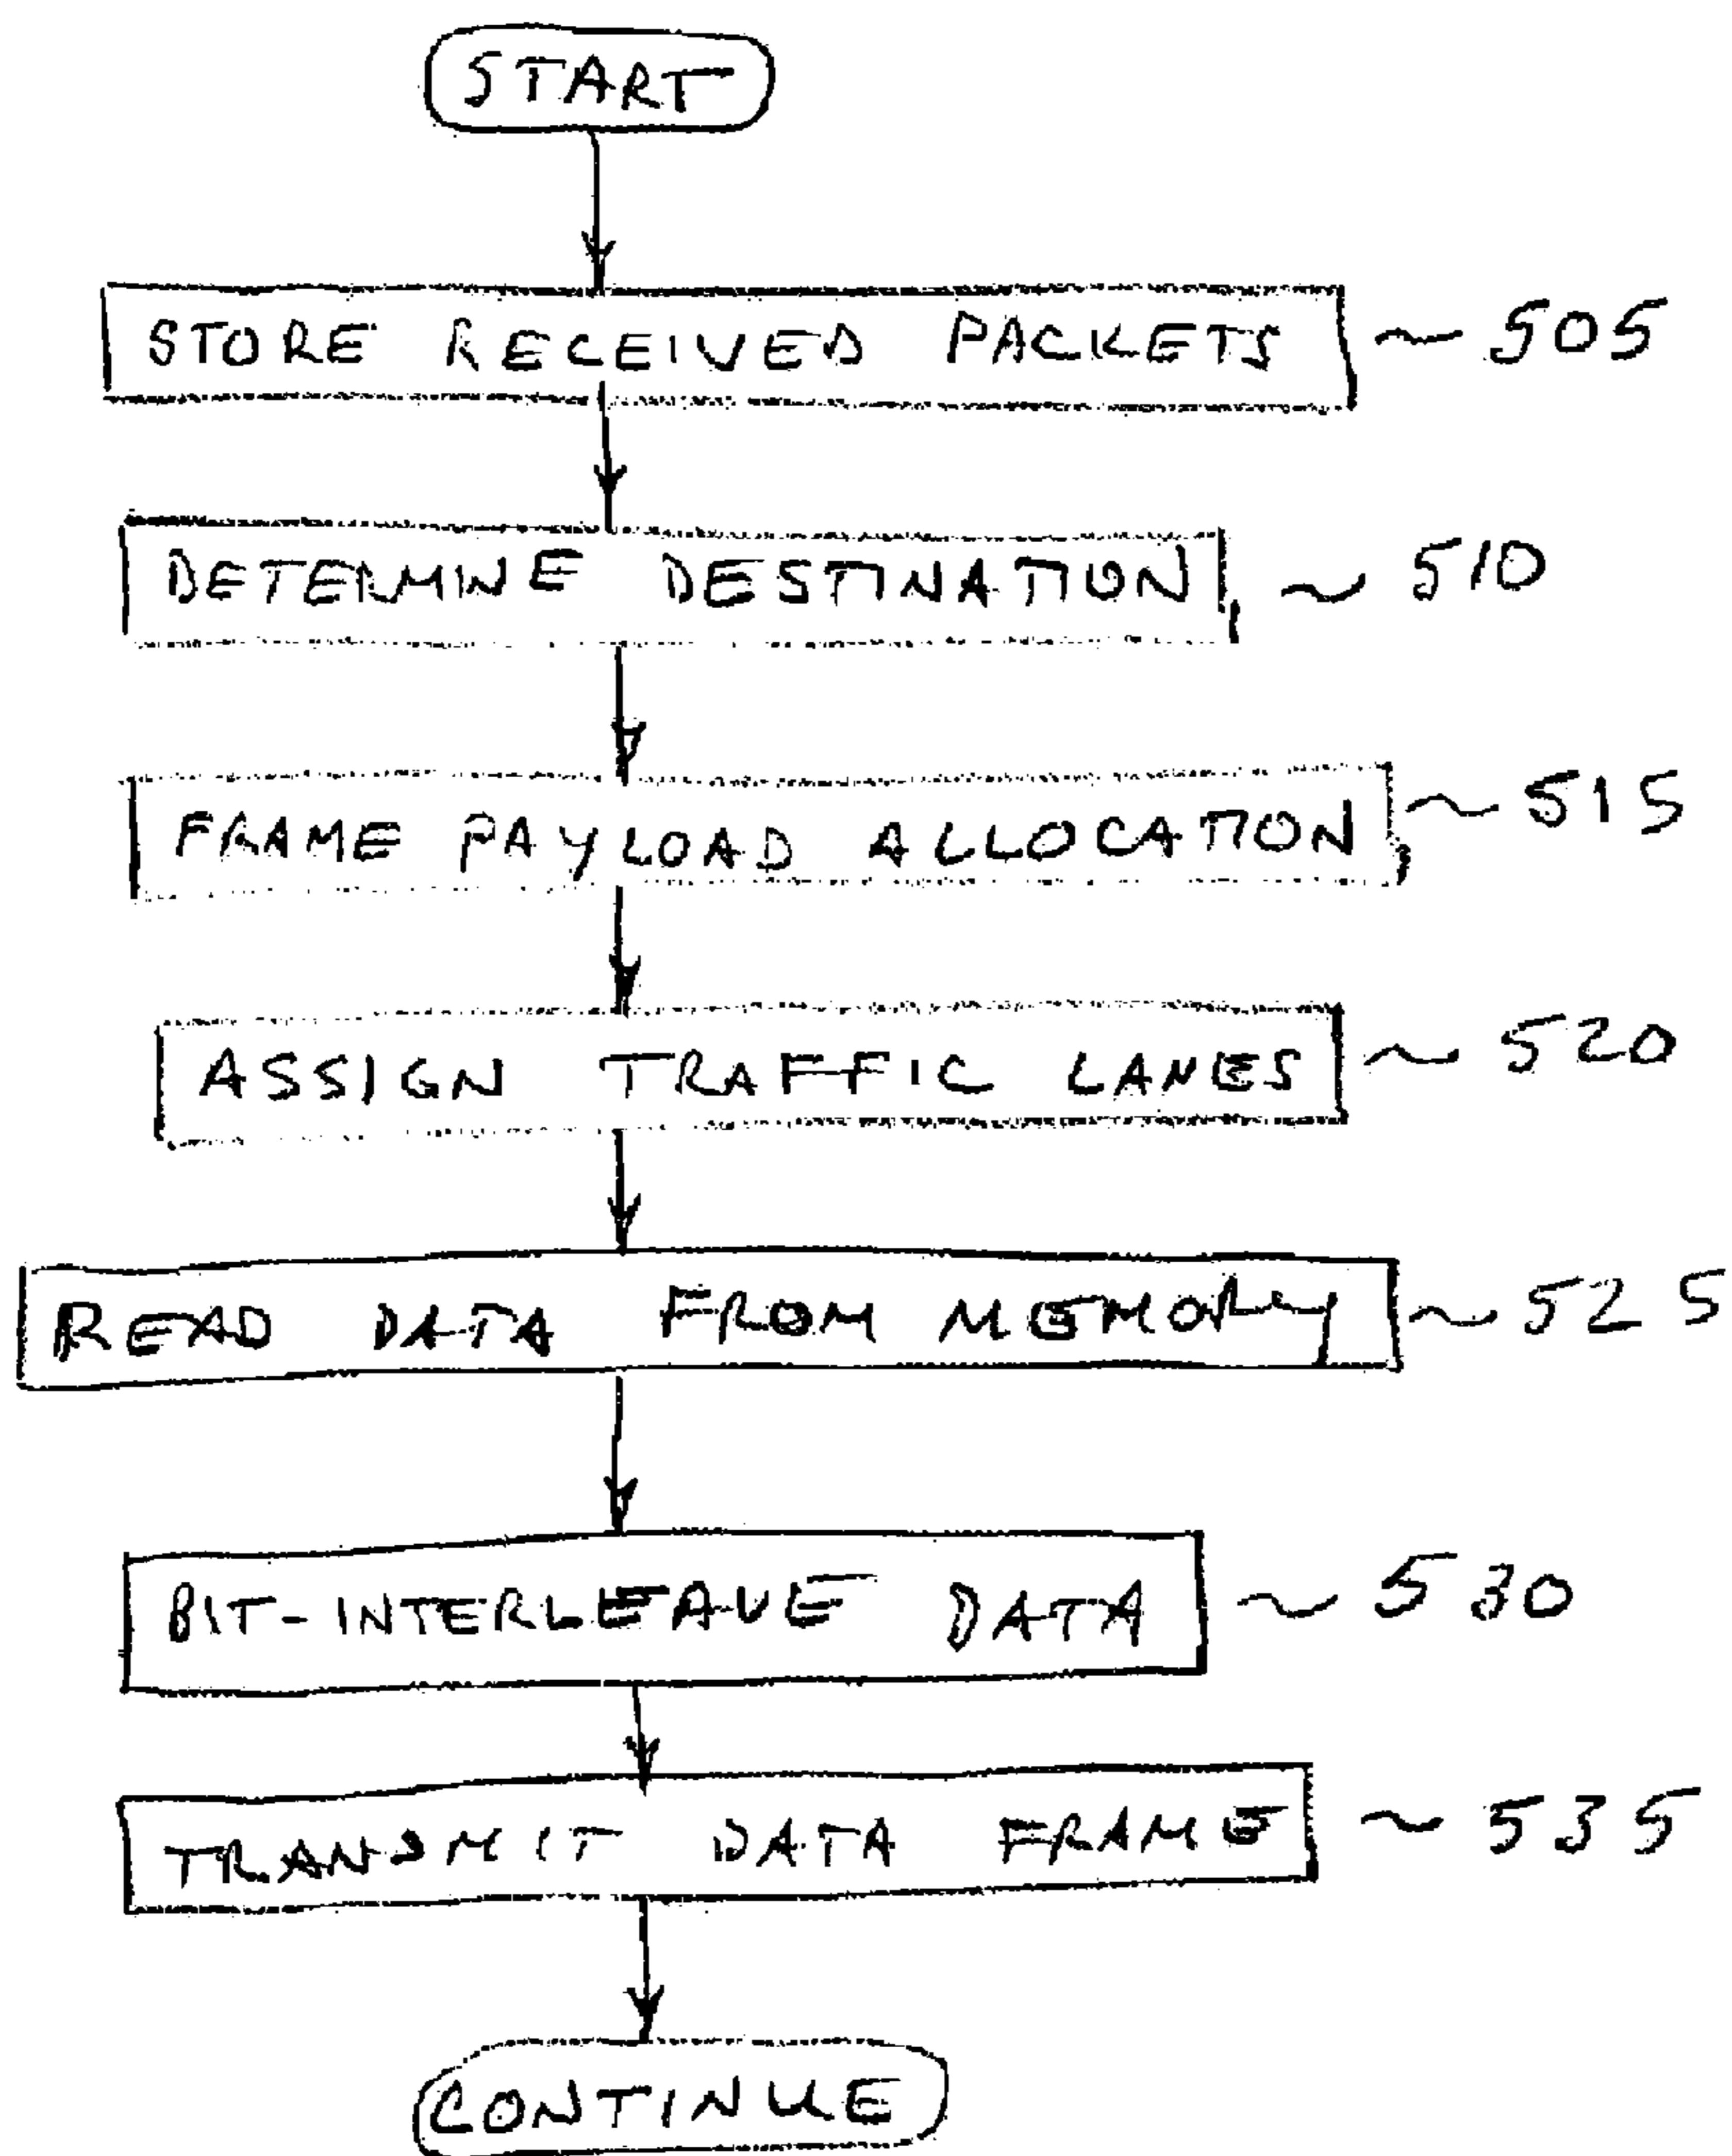 START
STORE RECEIVED PACKETS ~ 505
DETERMINE DESTINATION ~ 510
FRAME PAYLOAD ALLOCATION ~ 515
ASSIGN TRAFFIC LANES ~ 520
READ DATA FROM MEMORY ~ 525
BIT-INTERLEAVE DATA ~ 530
TRANSMIT DATA FRAME ~ 535
CONTINUE